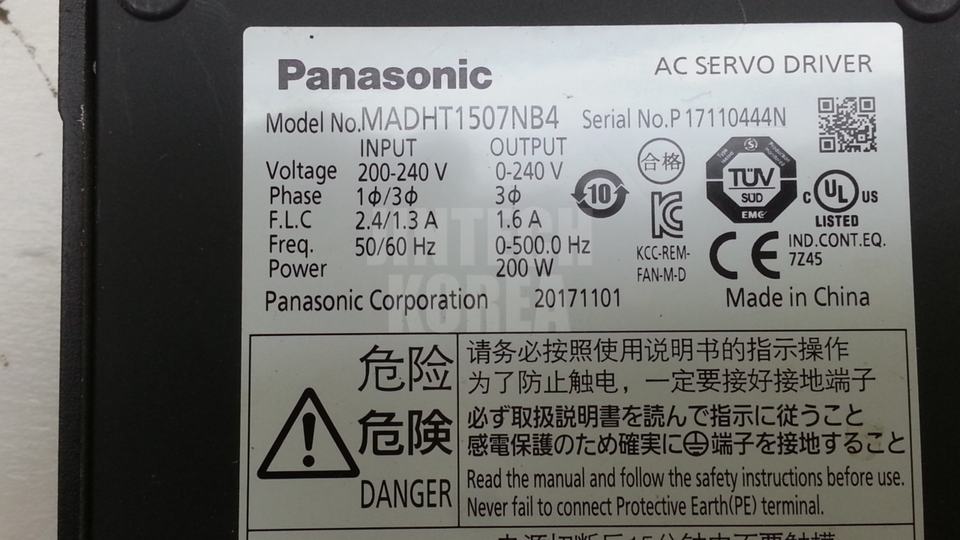 Panasonic AC SERVO DRIVER
Model No.MADHT1507NB4 Serial No.P17110444N
INPUT OUTPUT
Voltage 200-240 V 0-240 V
Phase 1ϕ/3ϕ 3ϕ
F.L.C 2.4/1.3 A 1.6 A
Freq. 50/60 Hz 0-500.0 Hz
Power 200 W
合格
10
KCC-REM-
FAN-M-D
TÜV
SÜD
EMC
C UL US
LISTED
CE
IND.CONT.EQ.
7Z45
Panasonic Corporation 20171101 Made in China
KOREA
危险
危険
DANGER
请务必按照使用说明书的指示操作
为了防止触电，一定要接好接地端子
必ず取扱説明書を読んで指示に従うこと
感電保護のため確実に⏚端子を接地すること
Read the manual and follow the safety instructions before use.
Never fail to connect Protective Earth(PE) terminal.